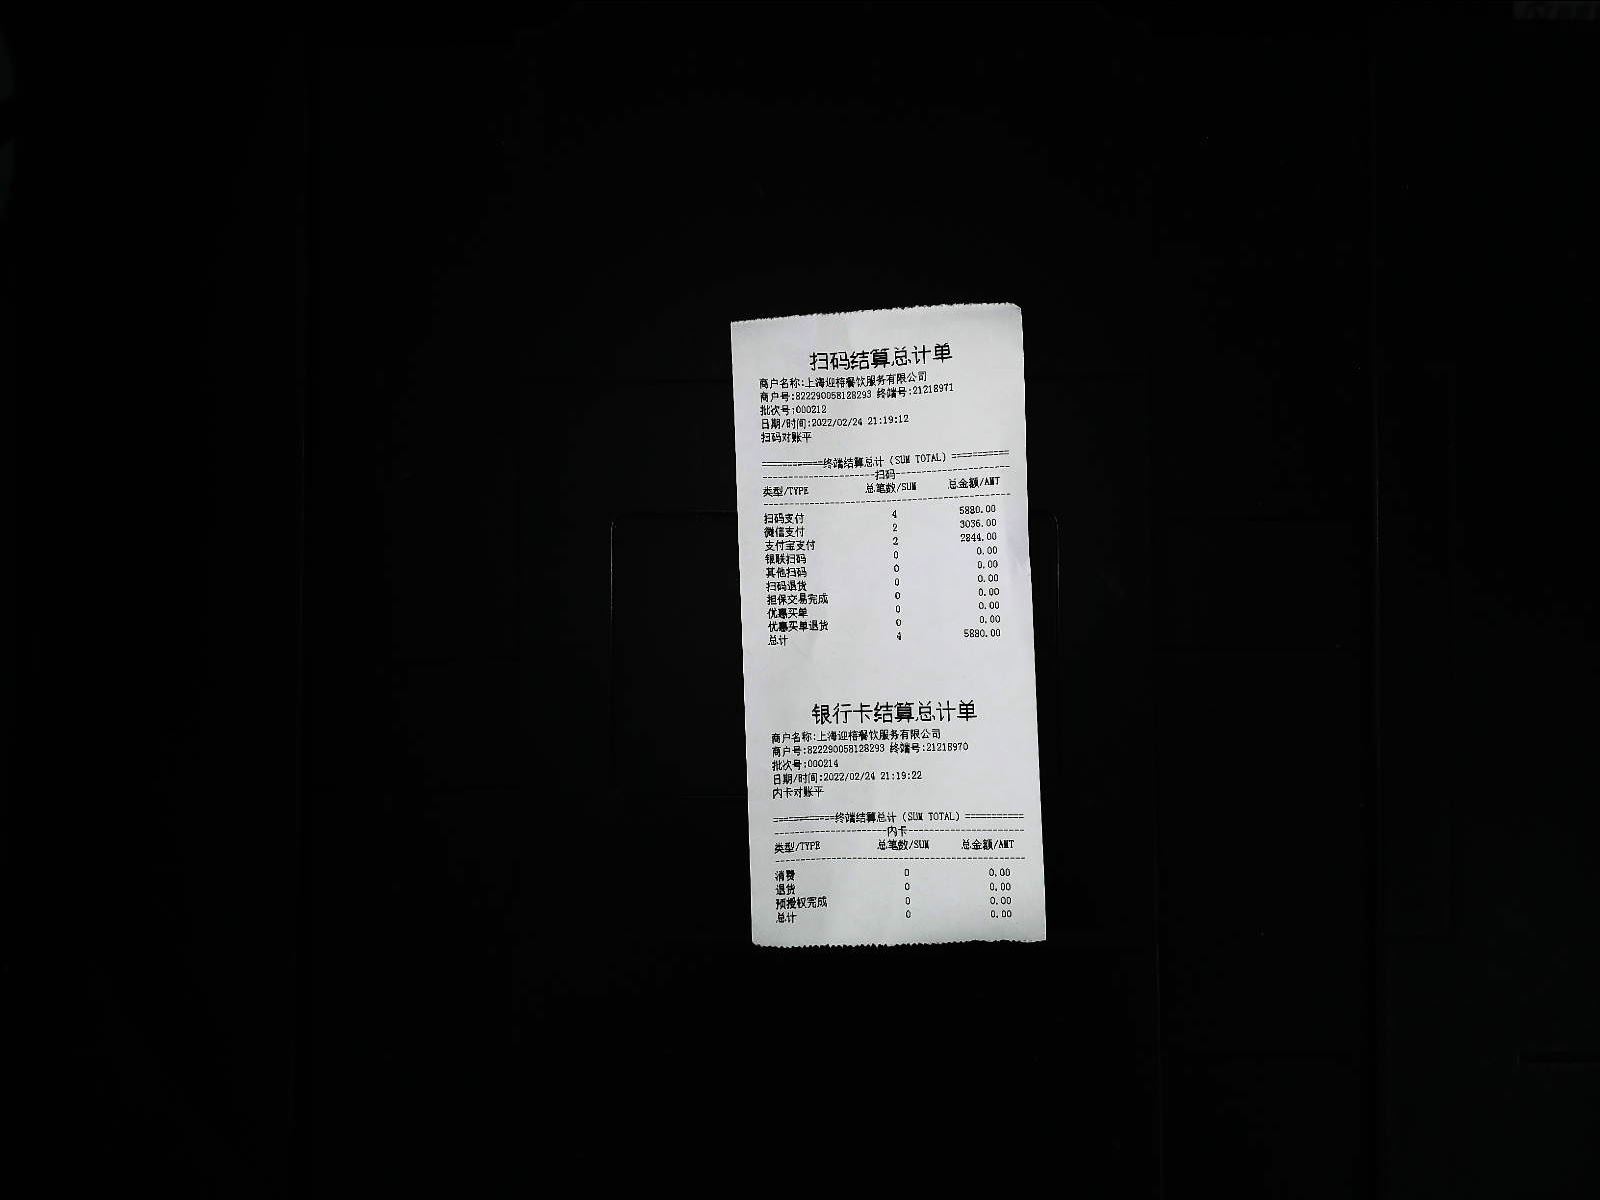 扫码结算总计单
商户名称:上海迎榕餐饮服务有限公司
商户号:822290058128293 终端号:21218971
批次号:000212
日期/时间:2022/02/24 21:19:12
扫码对账平
===========终端结算总计(SUM TOTAL)===========
----------------------扫码----------------------
类型/TYPE 总笔数/SUM 总金额/AMT
扫码支付 4 5880.00
微信支付 2 3036.00
支付宝支付 2 2844.00
银联扫码 0 0.00
其他扫码 0 0.00
扫码退货 0 0.00
担保交易完成 0 0.00
优惠买单 0 0.00
优惠买单退货 0 0.00
总计 4 5880.00
银行卡结算总计单
商户名称:上海迎榕餐饮服务有限公司
商户号:822290058128293 终端号:21218970
批次号:000214
日期/时间:2022/02/24 21:19:22
内卡对账平
===========终端结算总计(SUM TOTAL)===========
----------------------内卡----------------------
类型/TYPE 总笔数/SUM 总金额/AMT
消费 0 0.00
退货 0 0.00
预授权完成 0 0.00
总计 0 0.00